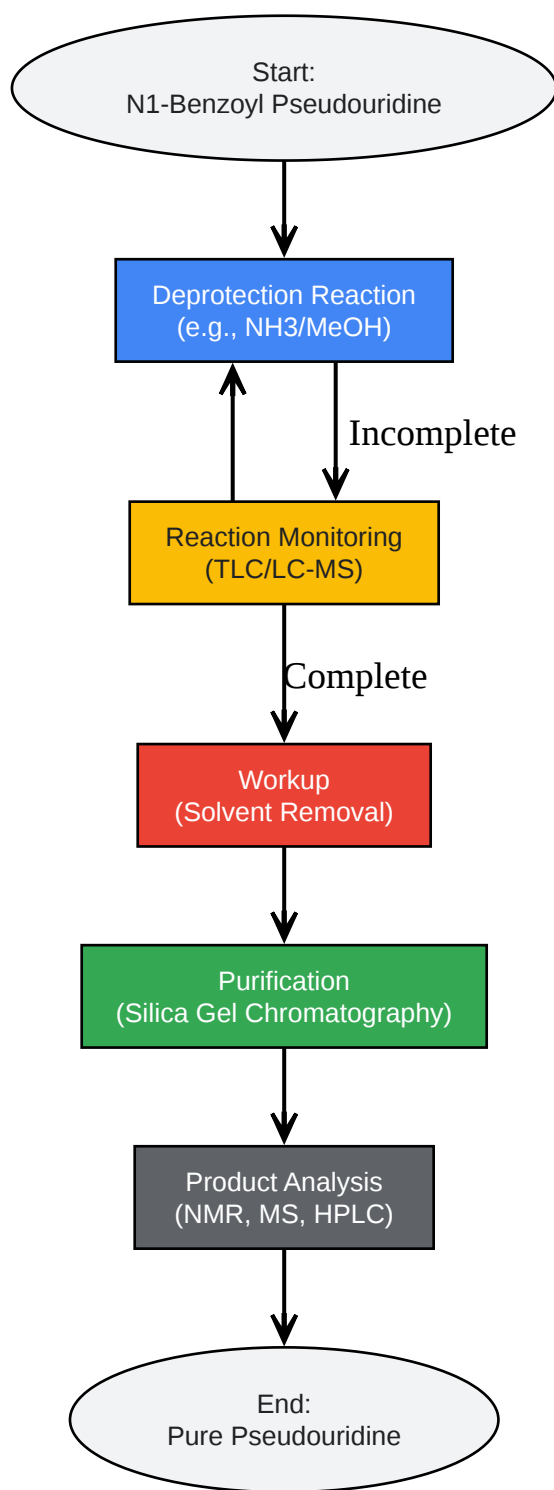 Start:
N1-Benzoyl Pseudouridine
Deprotection Reaction
(e.g., NH3/MeOH)
Incomplete
Reaction Monitoring
(TLC/LC-MS)
Complete
Workup
(Solvent Removal)
Purification
(Silica Gel Chromatography)
Product Analysis
(NMR, MS, HPLC)
End:
Pure Pseudouridine